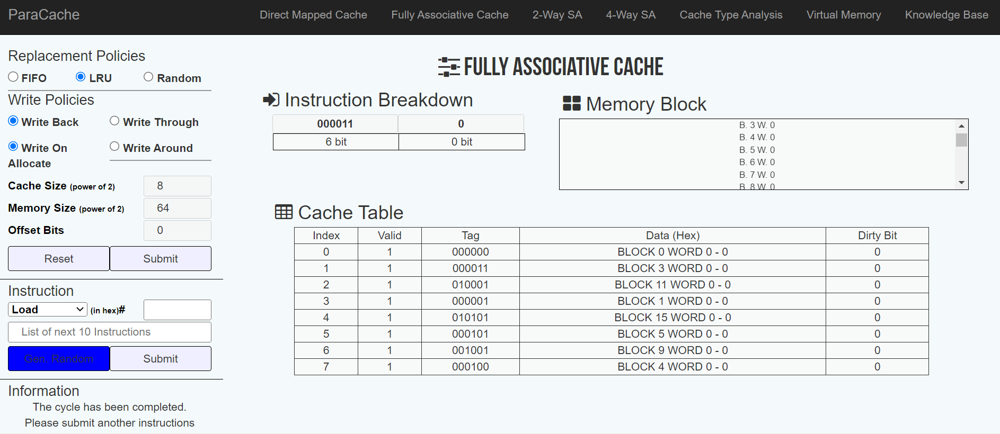 ParaCache Direct Mapped Cache Fully Associative Cache 2-Way SA 4-Way SA Cache Type Analysis Virtual Memory Knowledge Base
Replacement Policies
FIFO LRU Random
Write Policies
Write Back Write Through
Write On Allocate Write Around
Cache Size (power of 2) 8
Memory Size (power of 2) 64
Offset Bits 0
Reset Submit
Instruction
Load (in hex)#
List of next 10 Instructions
Gen. Random Submit
Information
The cycle has been completed.
Please submit another instructions
FULLY ASSOCIATIVE CACHE
Instruction Breakdown
000011 0
6 bit 0 bit
Memory Block
B. 3 W. 0
B. 4 W. 0
B. 5 W. 0
B. 6 W. 0
B. 7 W. 0
B. 8 W. 0
Cache Table
Index Valid Tag Data (Hex) Dirty Bit
0 1 000000 BLOCK 0 WORD 0 - 0 0
1 1 000011 BLOCK 3 WORD 0 - 0 0
2 1 010001 BLOCK 11 WORD 0 - 0 0
3 1 000001 BLOCK 1 WORD 0 - 0 0
4 1 010101 BLOCK 15 WORD 0 - 0 0
5 1 000101 BLOCK 5 WORD 0 - 0 0
6 1 001001 BLOCK 9 WORD 0 - 0 0
7 1 000100 BLOCK 4 WORD 0 - 0 0